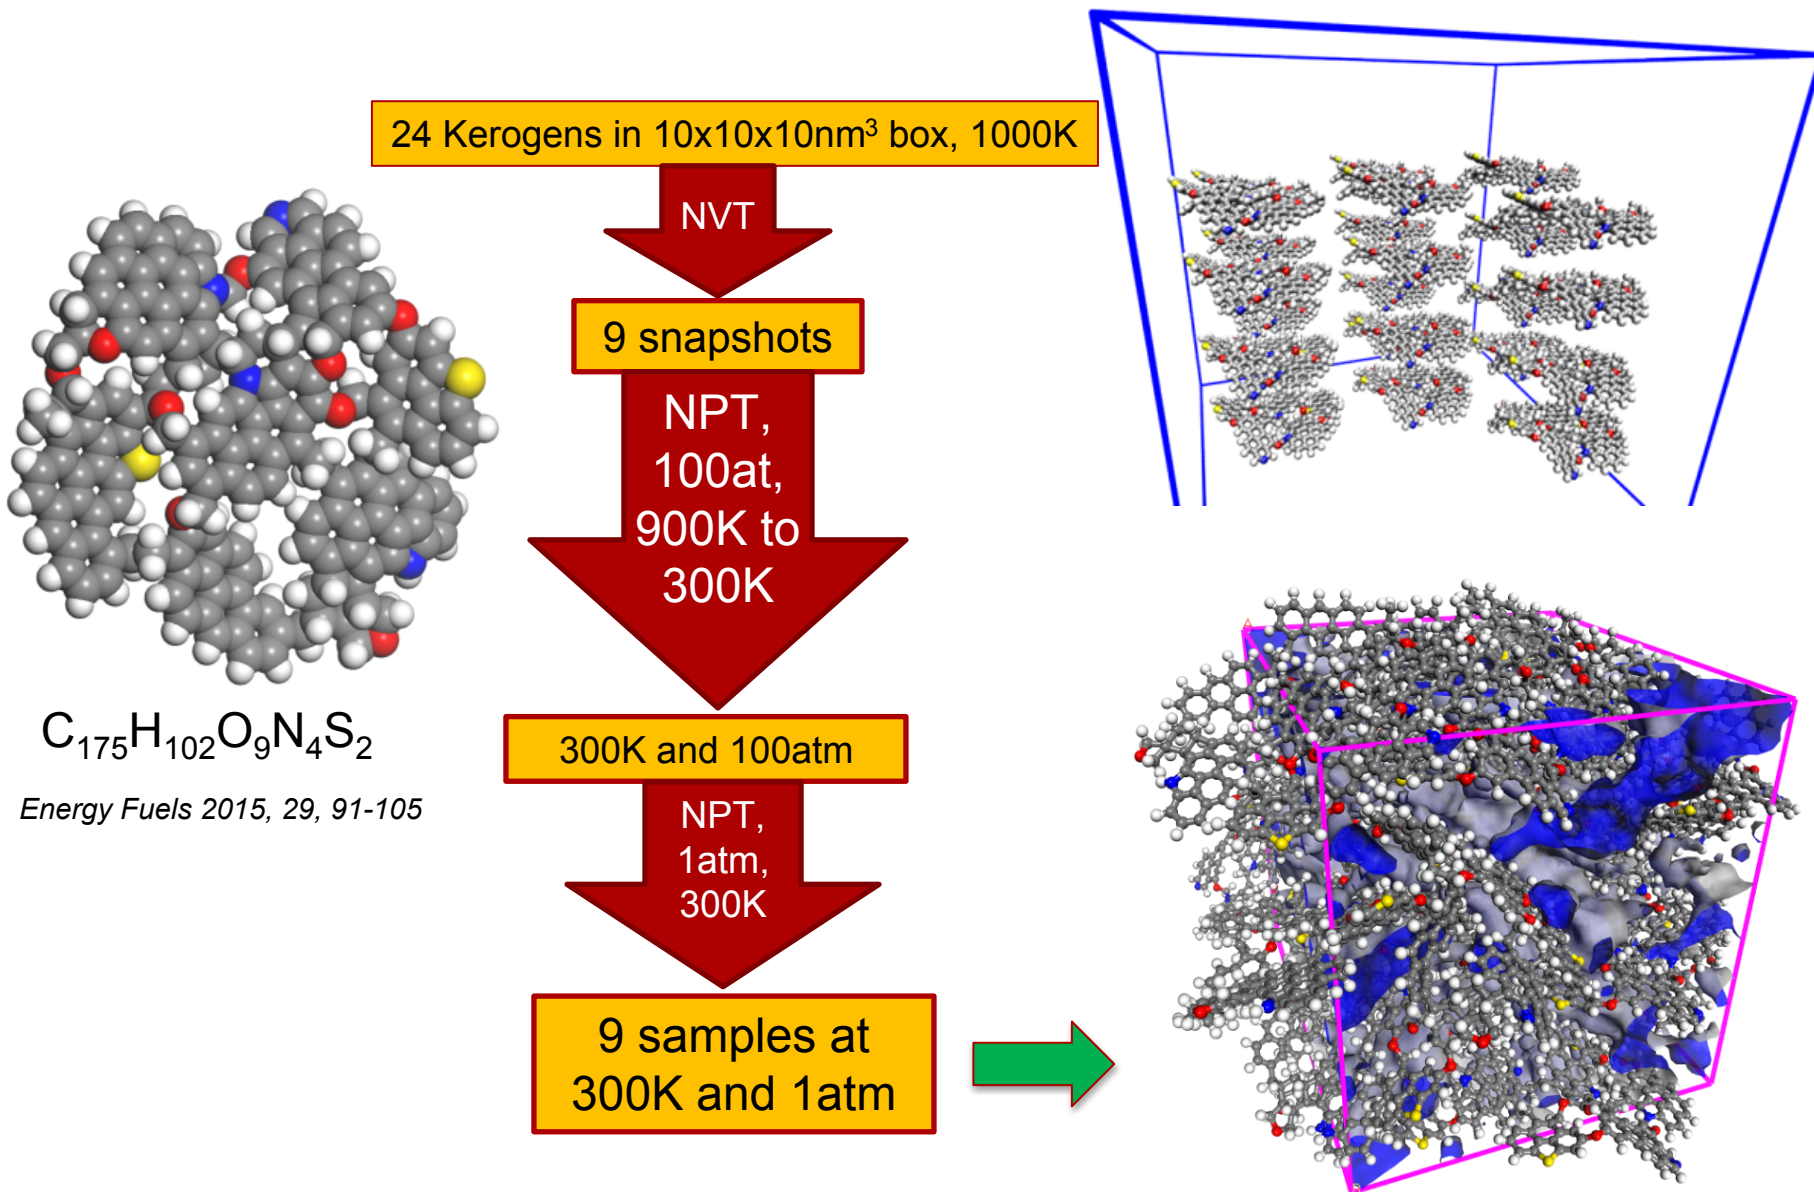 24 Kerogens in 10x10x10nm³ box, 1000K
NVT
9 snapshots
NPT,
100at,
900K to
300K
C₁₇₅H₁₀₂O₉N₄S₂
Energy Fuels 2015, 29, 91-105
300K and 100atm
NPT,
1atm,
300K
9 samples at
300K and 1atm